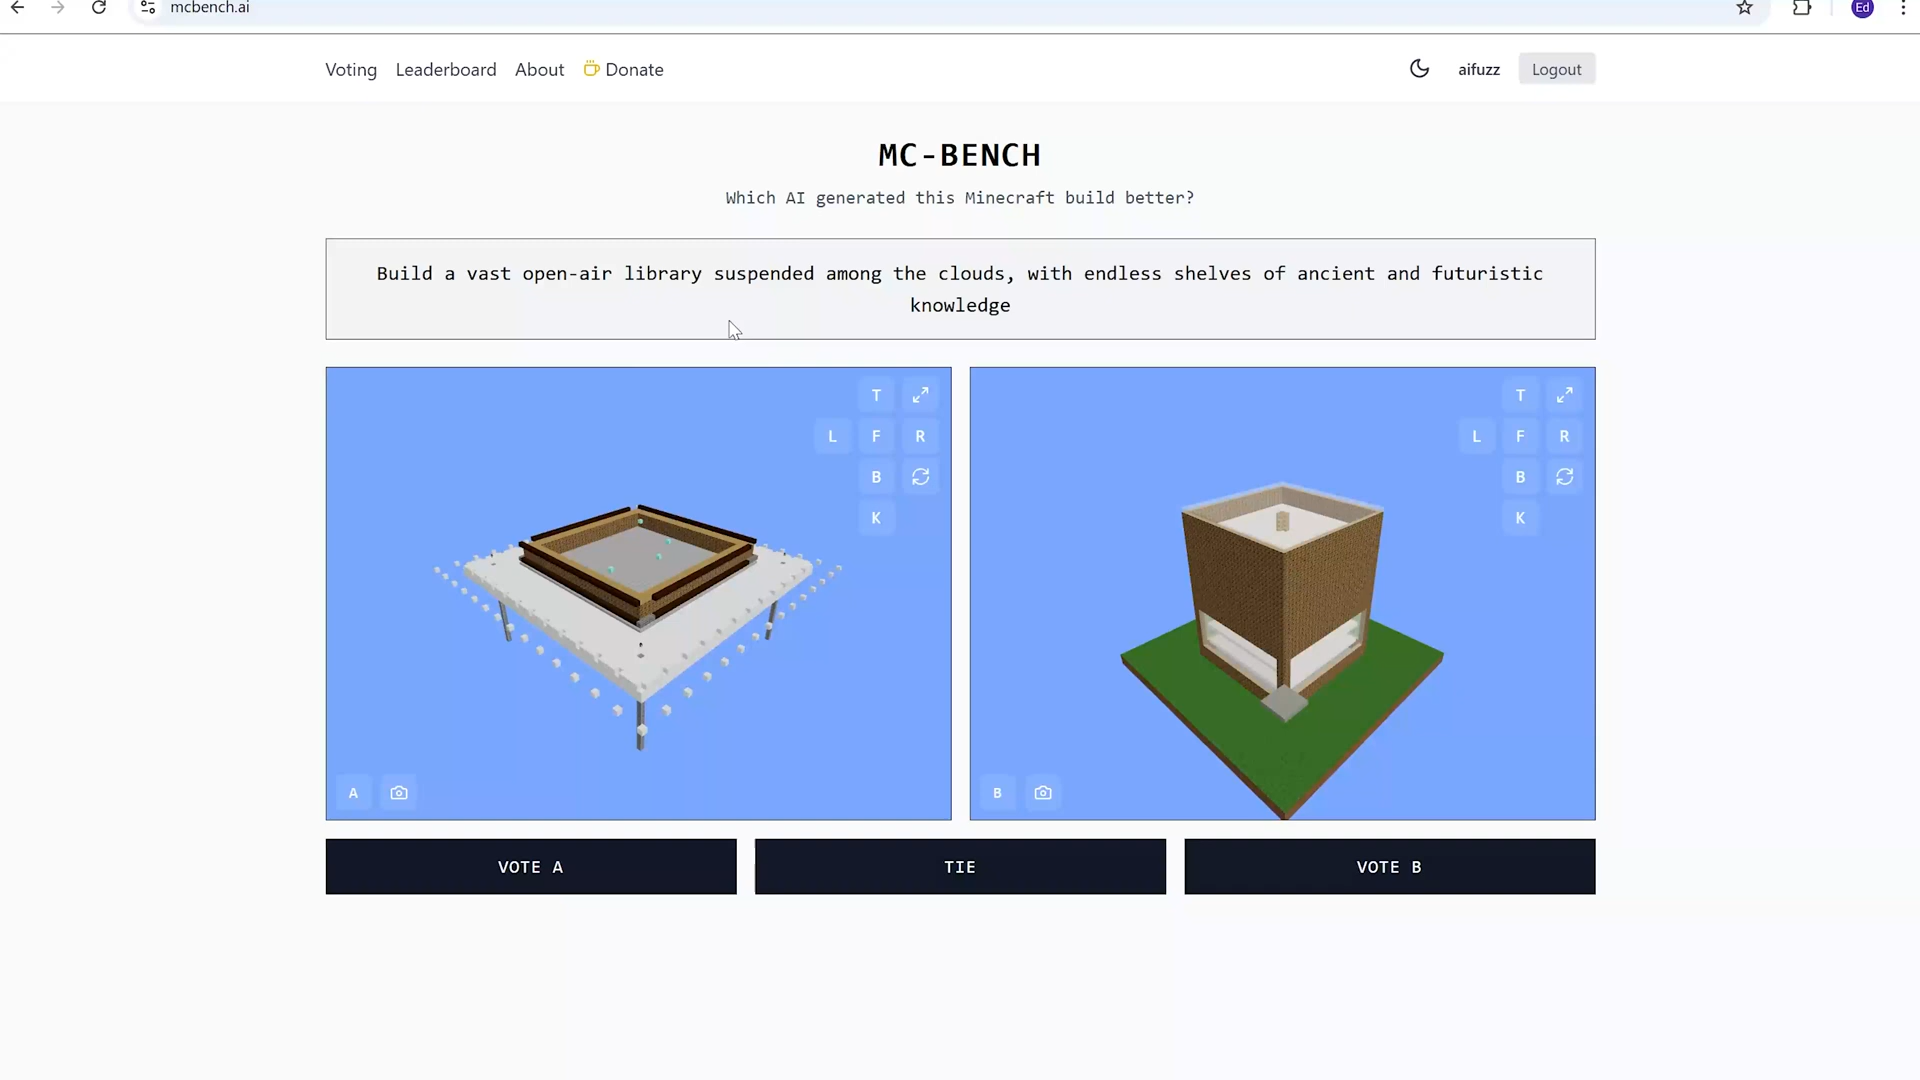 mcbench.ai
Ed
Voting Leaderboard About Donate
aifuzz Logout
MC-BENCH
Which AI generated this Minecraft build better?
Build a vast open-air library suspended among the clouds, with endless shelves of ancient and futuristic
knowledge
T
L F R
B
K
A
T
L F R
B
K
B
VOTE A
TIE
VOTE B